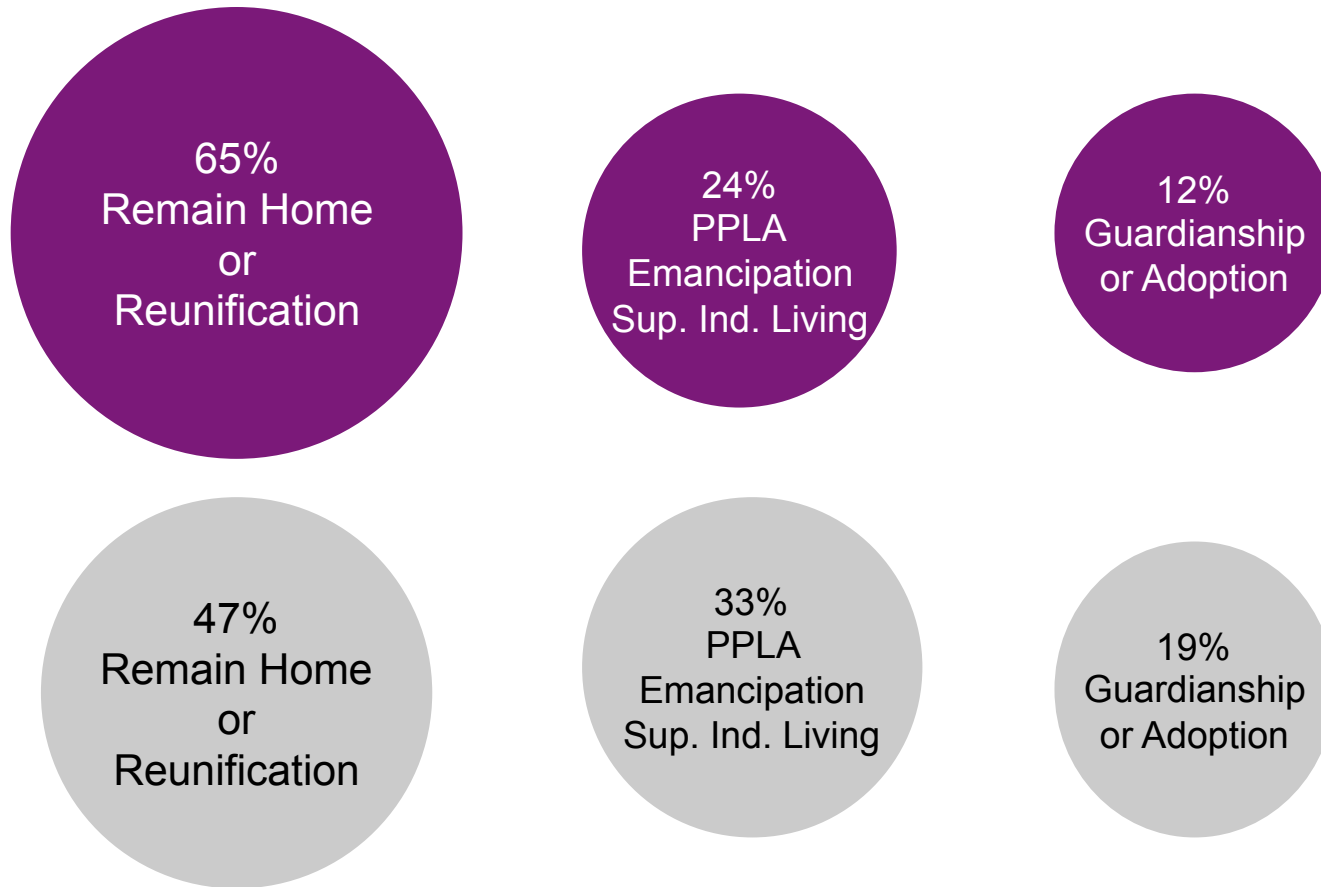 65%
Remain Home
or
Reunification
24%
PPLA
Emancipation
Sup. Ind. Living
12%
Guardianship
or Adoption
47%
Remain Home
or
Reunification
33%
PPLA
Emancipation
Sup. Ind. Living
19%
Guardianship
or Adoption